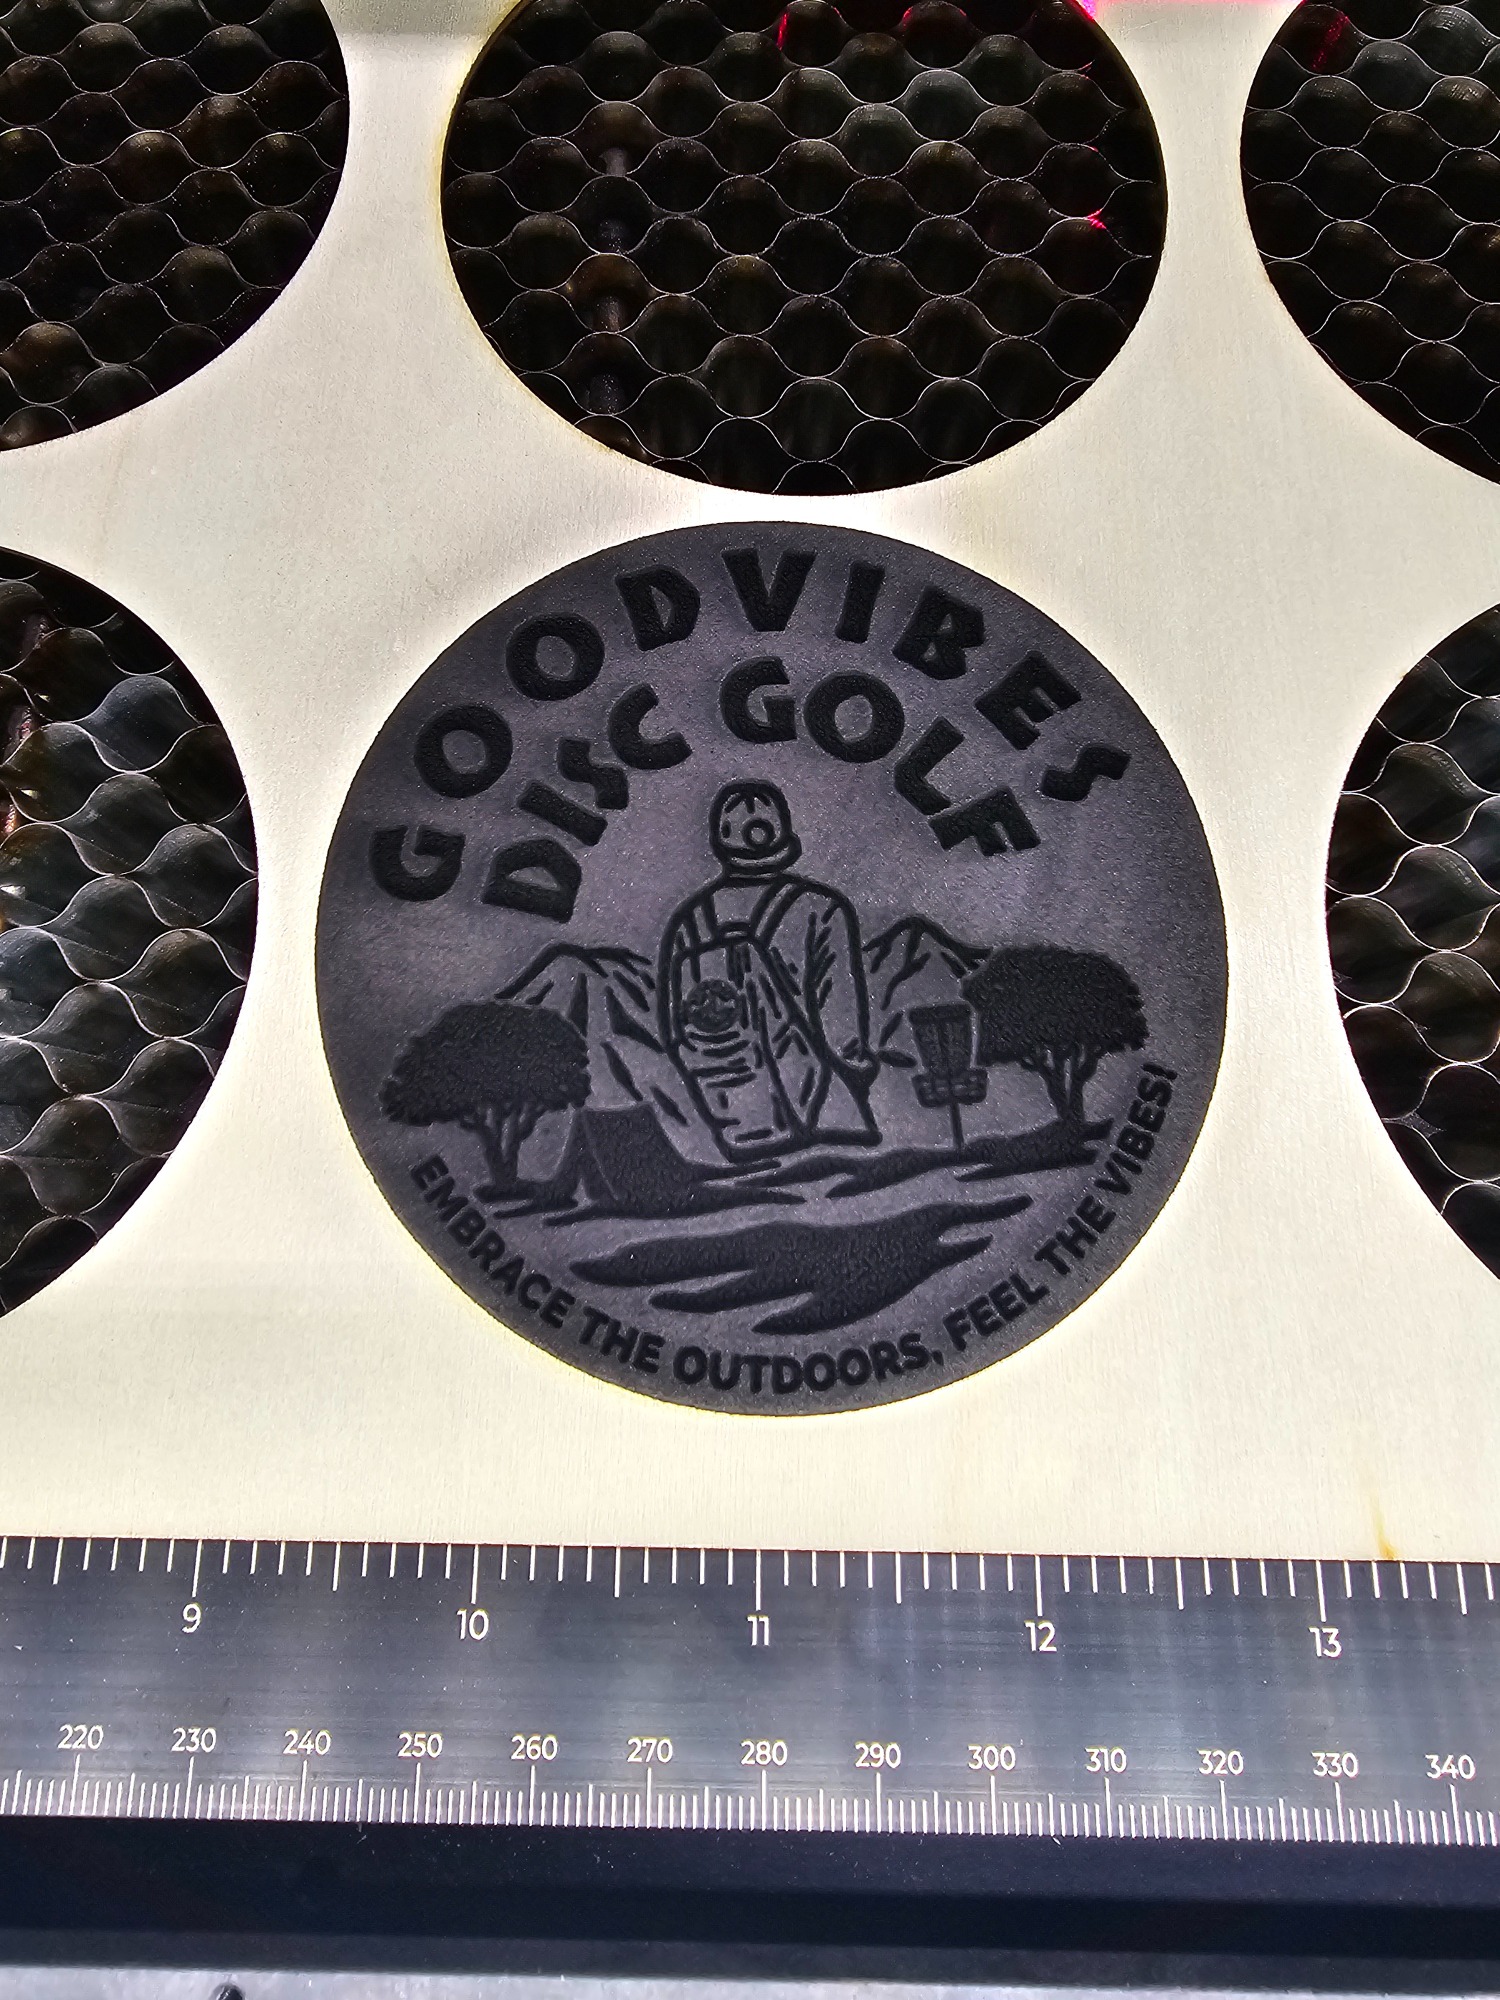 GOODVIBES
DISC GOLF
EMBRACE THE OUTDOORS, FEEL THE VIBES!
9 10 11 12 13
220 230 240 250 260 270 280 290 300 310 320 330 340